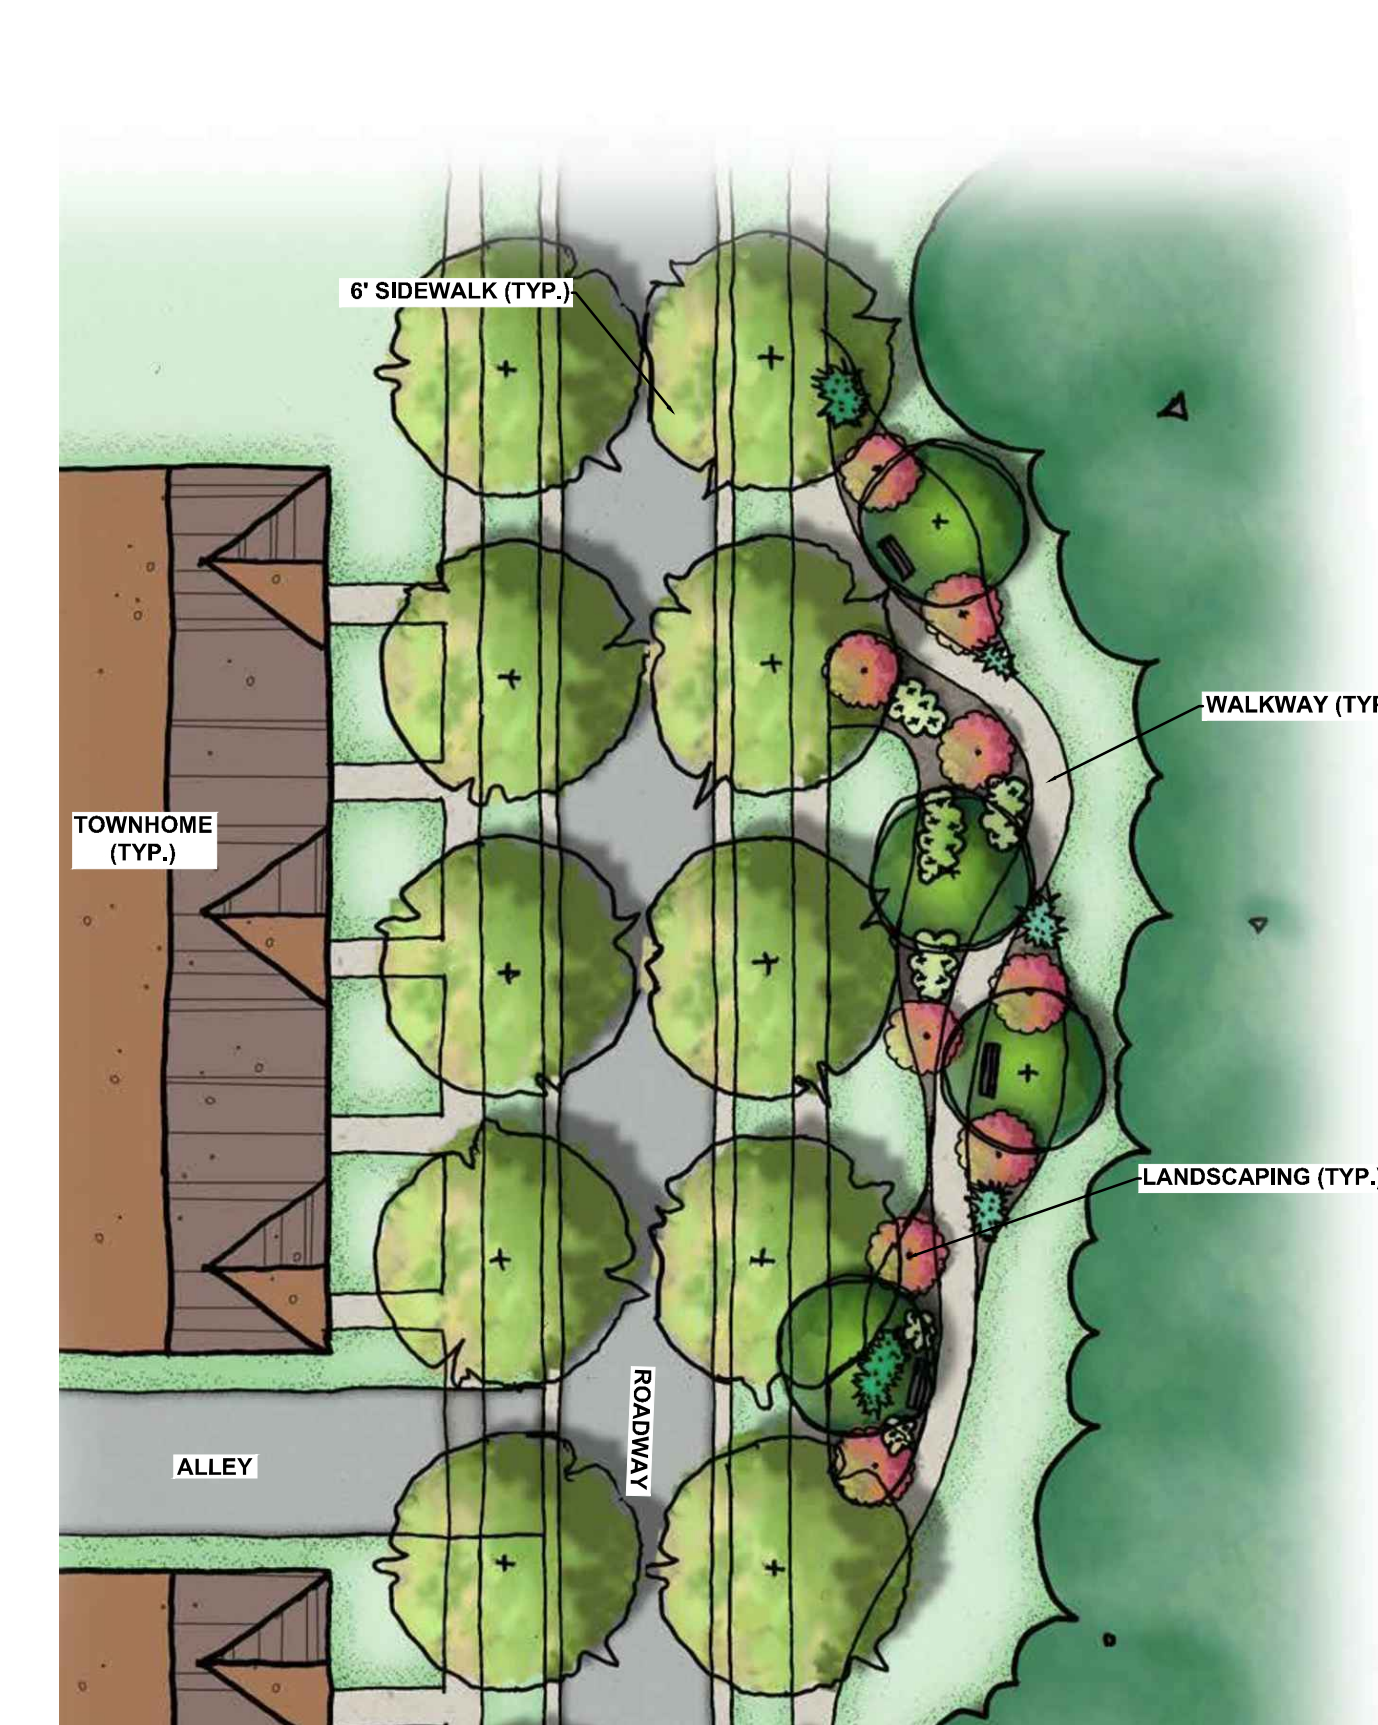 6' SIDEWALK (TYP.)
WALKWAY (TYP
TOWNHOME
(TYP.)
LANDSCAPING (TYP.)
ROADWAY
ALLEY